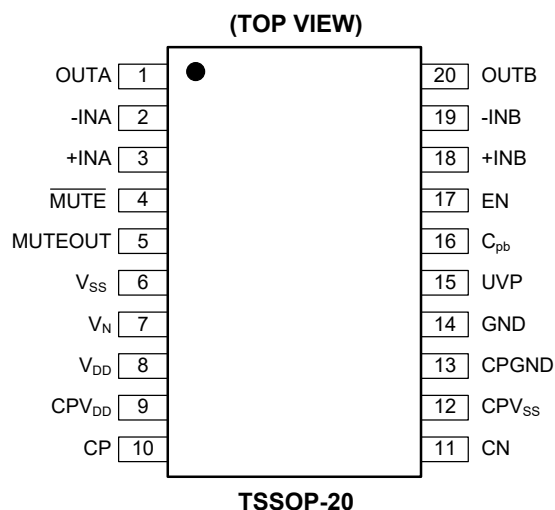 (TOP VIEW)
OUTA 1 20 OUTB
-INA 2 19 -INB
+INA 3 18 +INB
M̅U̅T̅E̅ 4 17 EN
MUTEOUT 5 16 Cpb
VSS 6 15 UVP
VN 7 14 GND
VDD 8 13 CPGND
CPVDD 9 12 CPVSS
CP 10 11 CN
TSSOP-20